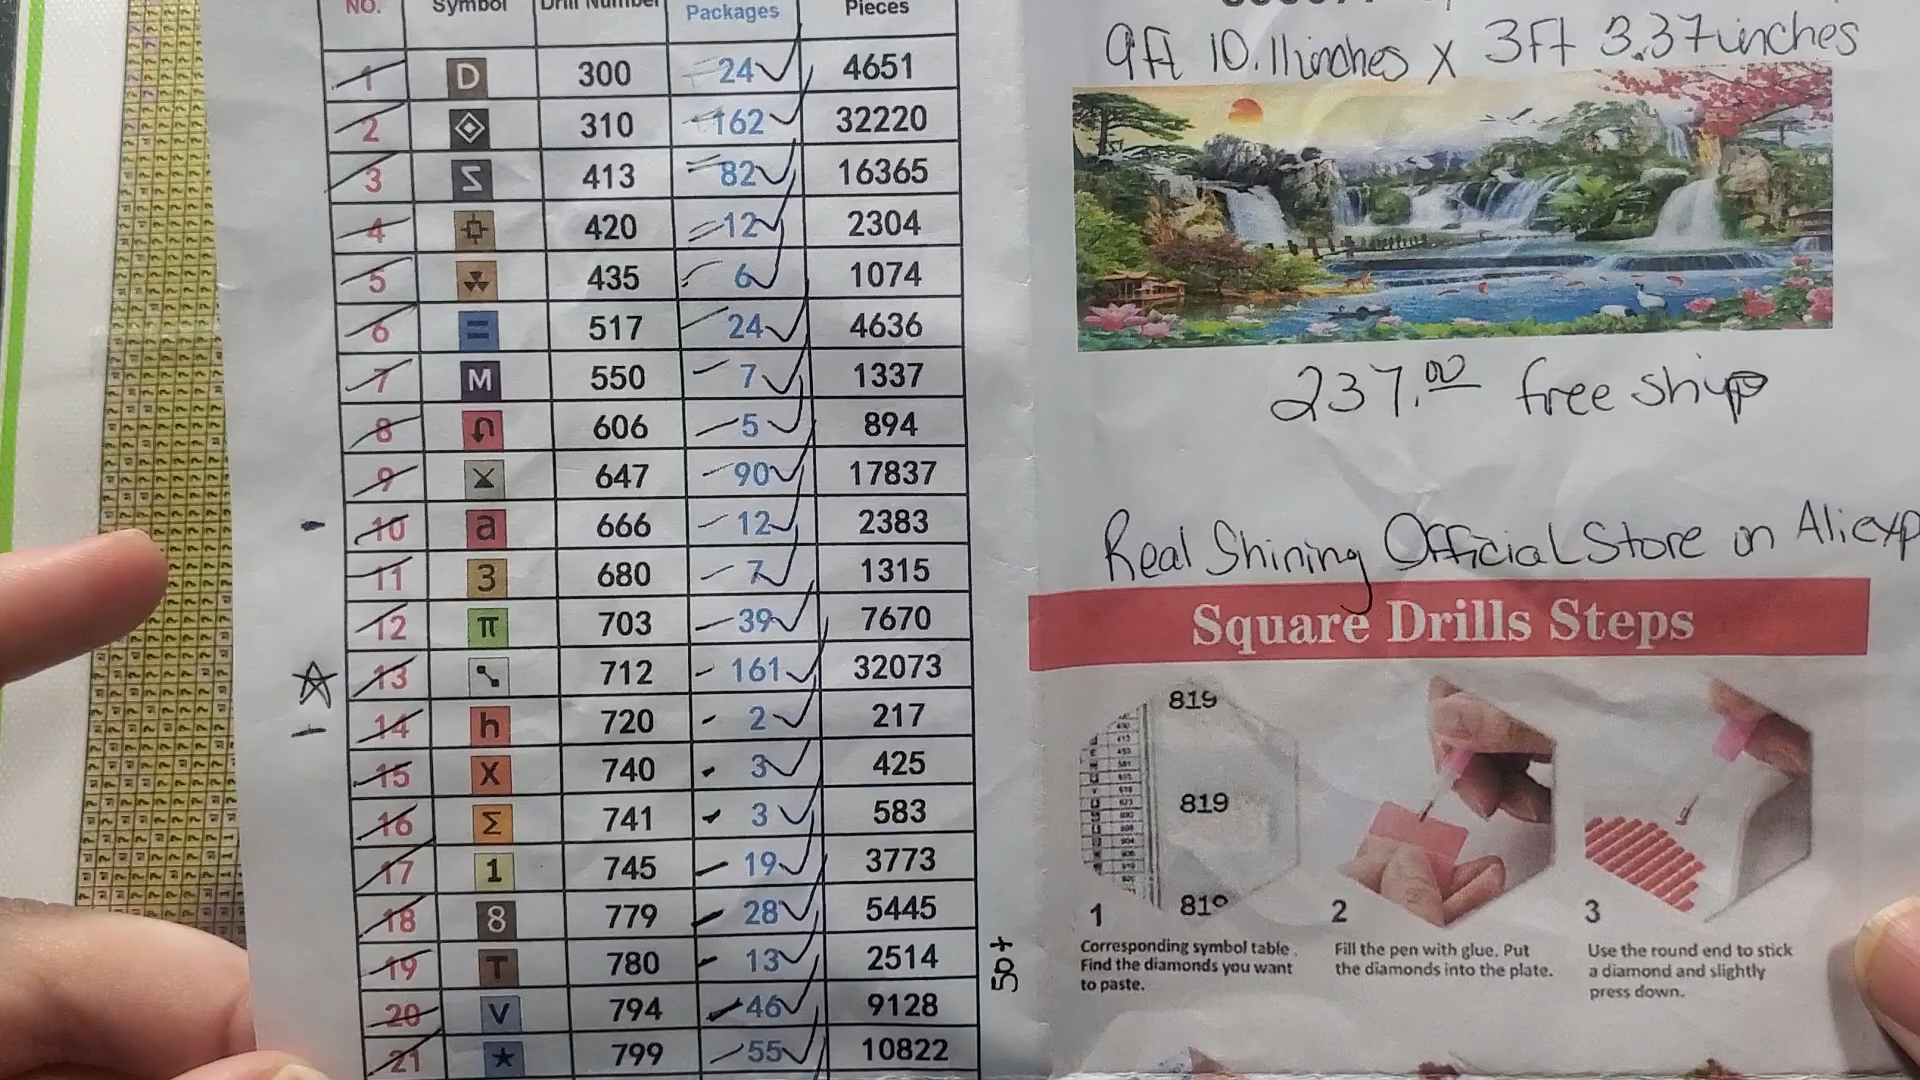 NO. Symbol Drill Number Packages Pieces
1 D 300 24 4651
2 310 162 32220
3 413 82 16365
4 420 12 2304
5 435 6 1074
6 = 517 24 4636
7 M 550 7 1337
8 606 5 894
9 647 90 17837
10 a 666 12 2383
11 3 680 7 1315
12 π 703 39 7670
13 712 161 32073
14 h 720 2 217
15 X 740 3 425
16 Σ 741 3 583
17 1 745 19 3773
18 8 779 28 5445
19 T 780 13 2514
20 V 794 46 9128
21 ★ 799 55 10822
50+
9ft 10.11inches x 3ft 3.37inches
237.00 free ship
Real Shining Official Store on Aliexp
Square Drills Steps
819
819
819
1
Corresponding symbol table .
Find the diamonds you want
to paste.
2
Fill the pen with glue. Put
the diamonds into the plate.
3
Use the round end to stick
a diamond and slightly
press down.